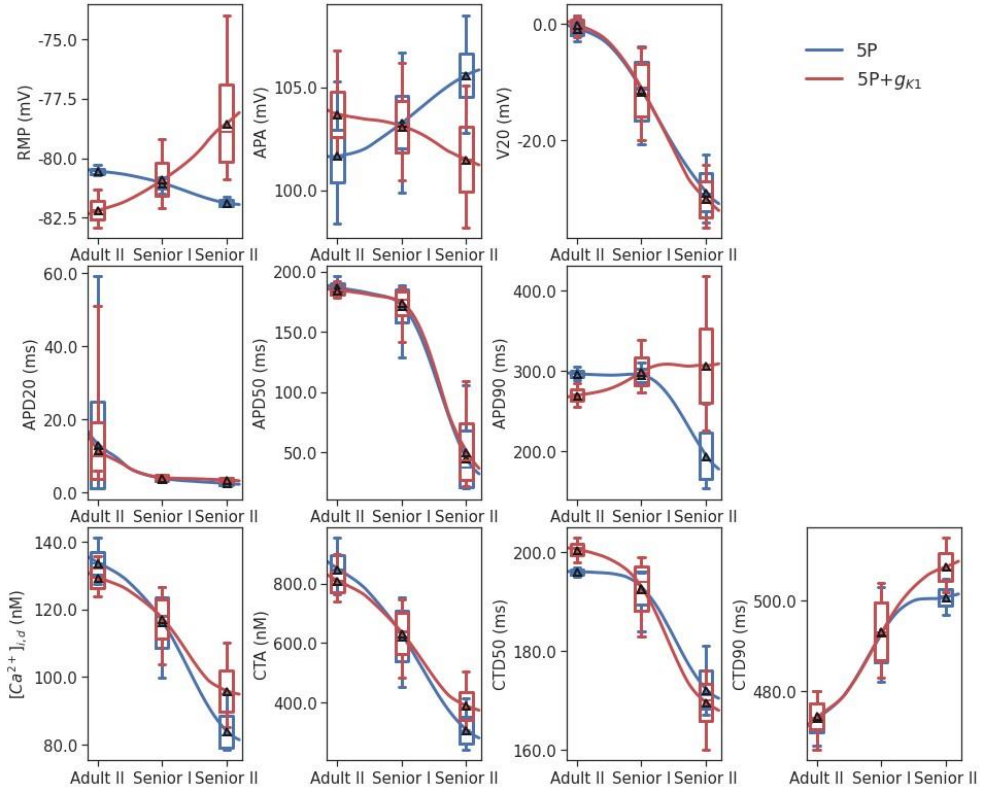 -75.0
-77.5
-80.0
-82.5
RMP (mV)
Adult II Senior I Senior II
105.0
100.0
APA (mV)
Adult II Senior I Senior II
0.0
-20.0
V20 (mV)
Adult II Senior I Senior II
5P
5P+g_{K1}
60.0
40.0
20.0
0.0
APD20 (ms)
Adult II Senior I Senior II
200.0
150.0
100.0
50.0
APD50 (ms)
Adult II Senior I Senior II
400.0
300.0
200.0
APD90 (ms)
Adult II Senior I Senior II
140.0
120.0
100.0
80.0
[Ca^{2+}]_{i,d} (nM)
Adult II Senior I Senior II
800.0
600.0
400.0
CTA (nM)
Adult II Senior I Senior II
200.0
180.0
160.0
CTD50 (ms)
Adult II Senior I Senior II
500.0
480.0
CTD90 (ms)
Adult II Senior I Senior II